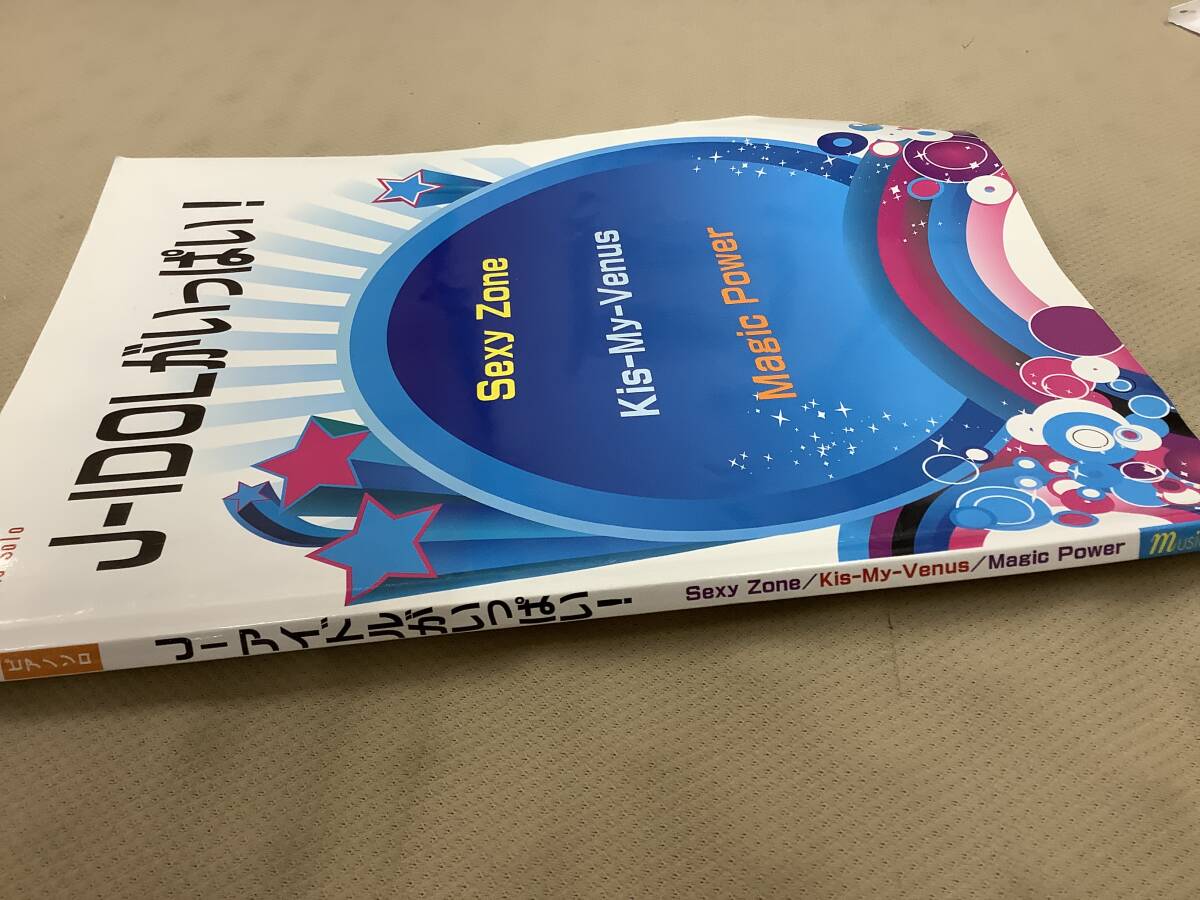 J-IDOLがいっぱい!
Sexy Zone
Kis-My-Venus
Magic Power
ピアノソロ
J-アイドルがいっぱい!
Sexy Zone/Kis-My-Venus/Magic Power